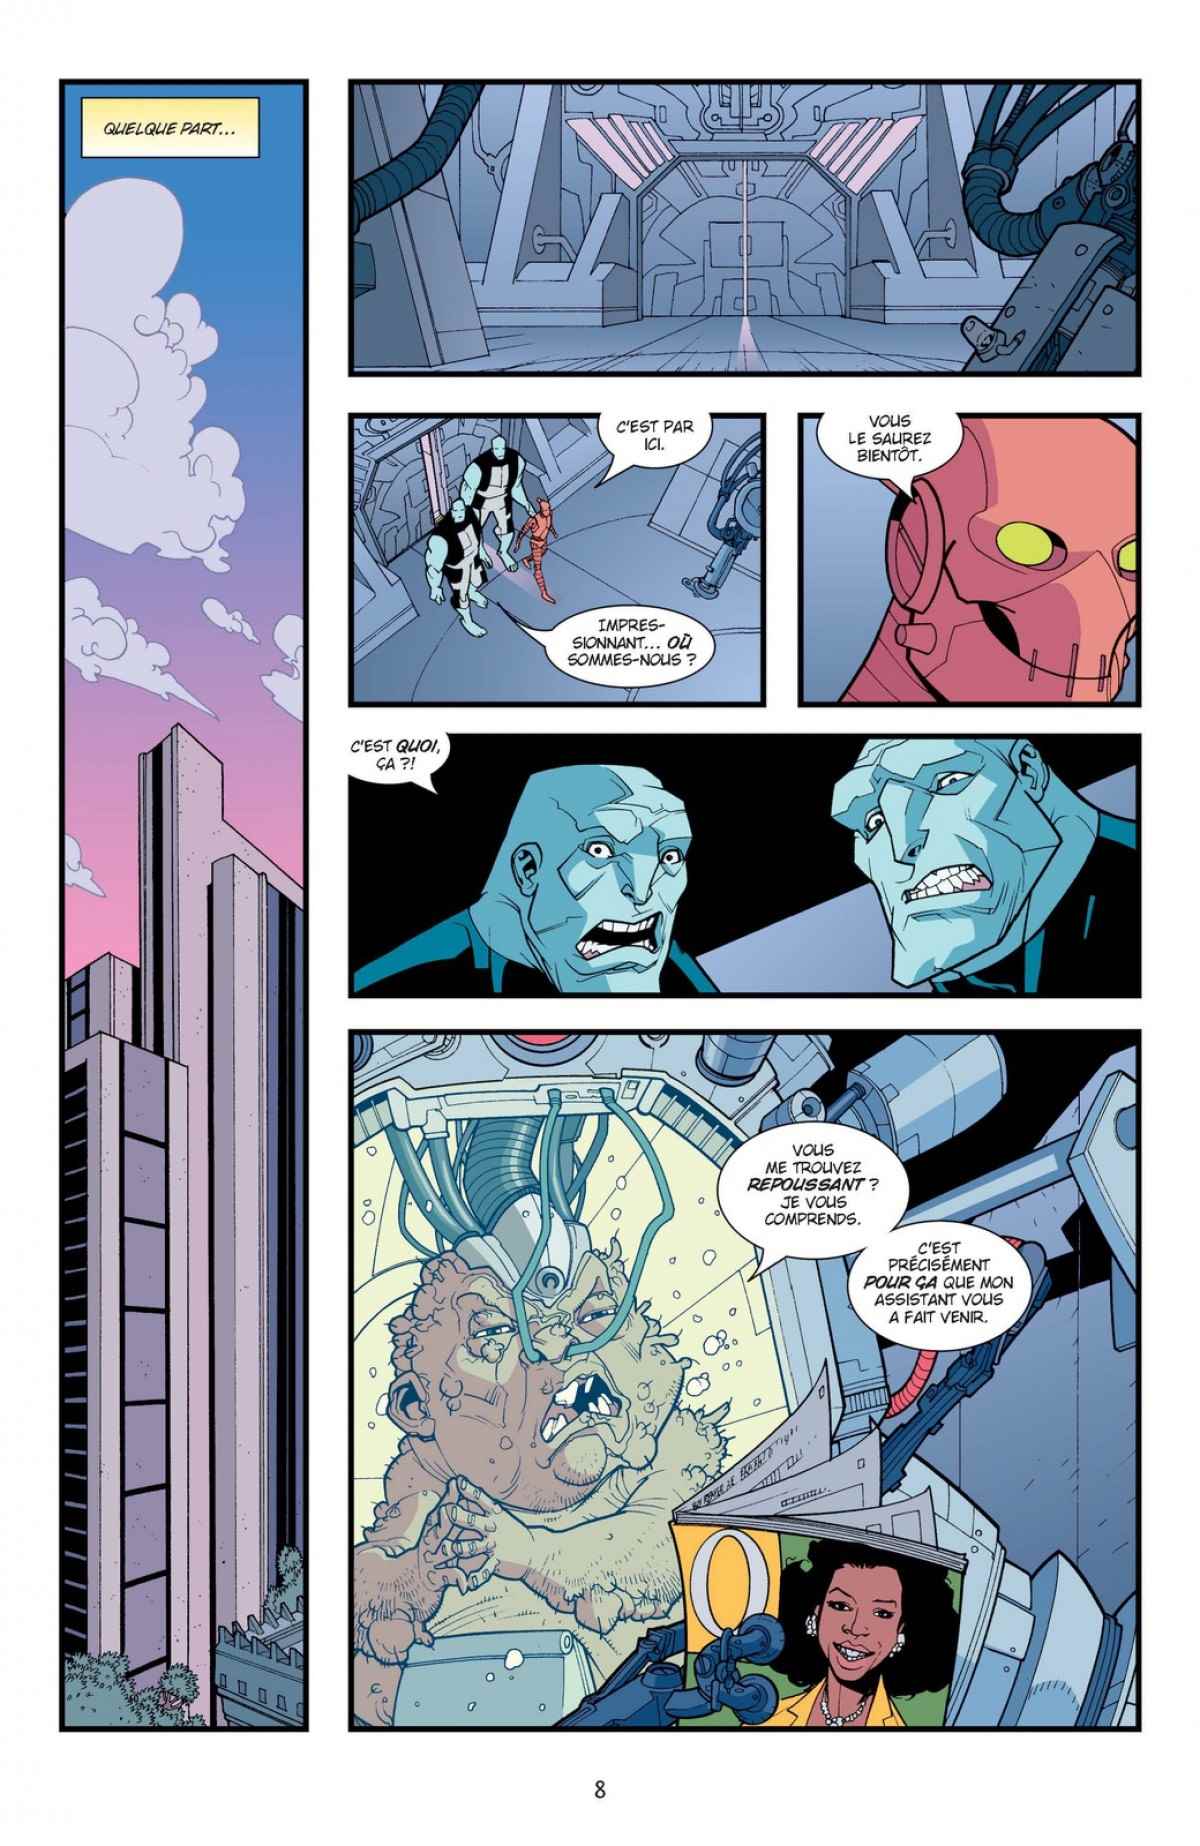 QUELQUE PART...
C'EST PAR
ICI.
IMPRES-
SIONNANT... OÙ
SOMMES-NOUS ?
VOUS
LE SAUREZ
BIENTÔT.
C'EST QUOI,
ÇA ?!
VOUS
ME TROUVEZ
REPOUSSANT ?
JE VOUS
COMPRENDS.
C'EST
PRÉCISÉMENT
POUR ÇA QUE MON
ASSISTANT VOUS
A FAIT VENIR.
O
8